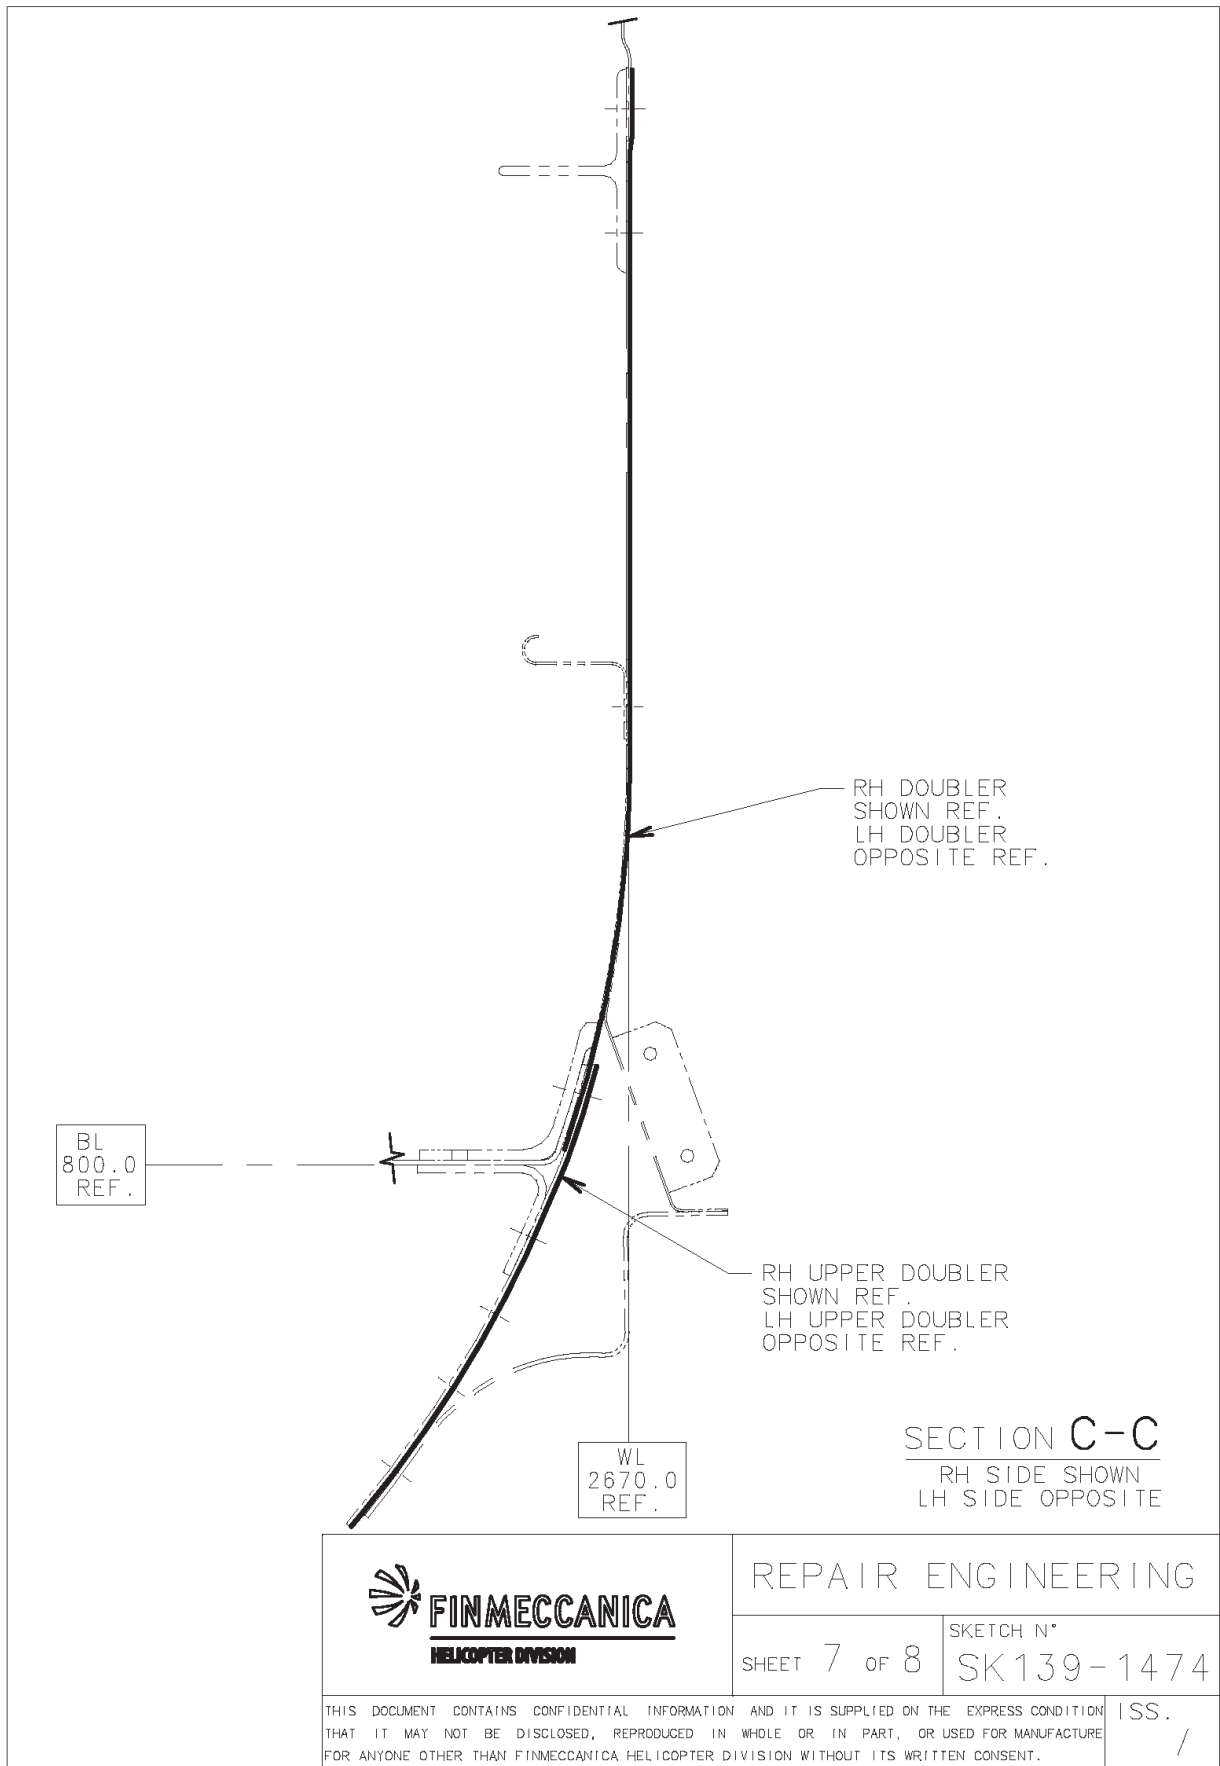 RH DOUBLER
SHOWN REF.
LH DOUBLER
OPPOSITE REF.
BL
800.0
REF.
RH UPPER DOUBLER
SHOWN REF.
LH UPPER DOUBLER
OPPOSITE REF.
WL
2670.0
REF.
SECTION C-C
RH SIDE SHOWN
LH SIDE OPPOSITE
FINMECCANICA
HELICOPTER DIVISION
REPAIR ENGINEERING
SHEET 7 OF 8
SKETCH N°
SK139-1474
THIS DOCUMENT CONTAINS CONFIDENTIAL INFORMATION AND IT IS SUPPLIED ON THE EXPRESS CONDITION
THAT IT MAY NOT BE DISCLOSED, REPRODUCED IN WHOLE OR IN PART, OR USED FOR MANUFACTURE
FOR ANYONE OTHER THAN FINMECCANICA HELICOPTER DIVISION WITHOUT ITS WRITTEN CONSENT.
ISS.
/